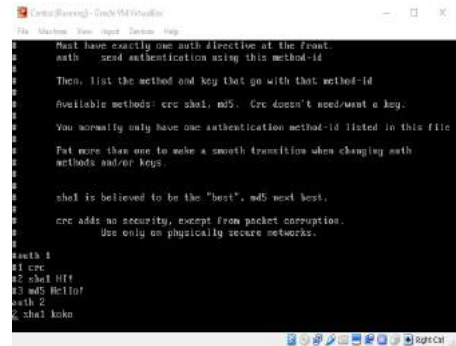 Centos [Running] - Oracle VM VirtualBox
File Machine View Input Devices Help
# Must have exactly one auth directive at the front.
# auth send authentication using this method-id
#
# Then, list the method and key that go with that method-id
#
# Available methods: crc sha1, md5. Crc doesn't need/want a key.
#
# You normally only have one authentication method-id listed in this file
#
# Put more than one to make a smooth transition when changing auth
# methods and/or keys.
#
#
# sha1 is believed to be the "best", md5 next best.
#
# crc adds no security, except from packet corruption.
# Use only on physically secure networks.
#
#auth 1
#1 crc
#2 sha1 HI!
#3 md5 Hello!
auth 2
2 sha1 koko
Right Ctrl